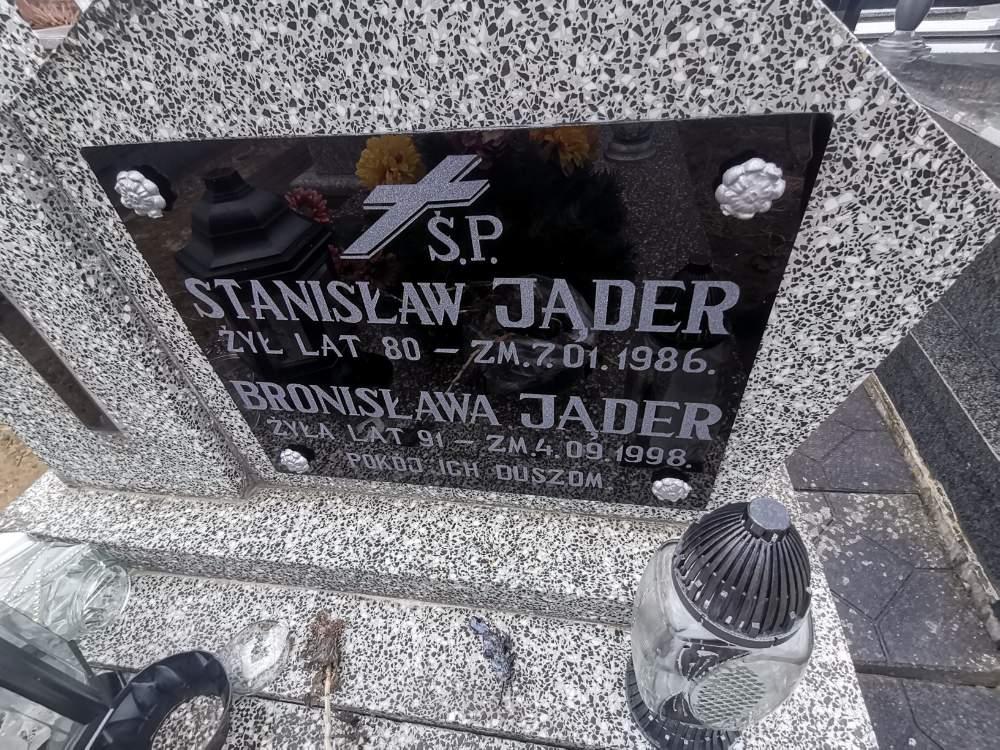 Ś.P.
STANISŁAW JĄDER
ŻYŁ LAT 80 – ZM. 7.01.1986.
BRONISŁAWA JĄDER
ŻYŁA LAT 91 – ZM. 4.09.1998.
POKÓJ ICH DUSZOM.